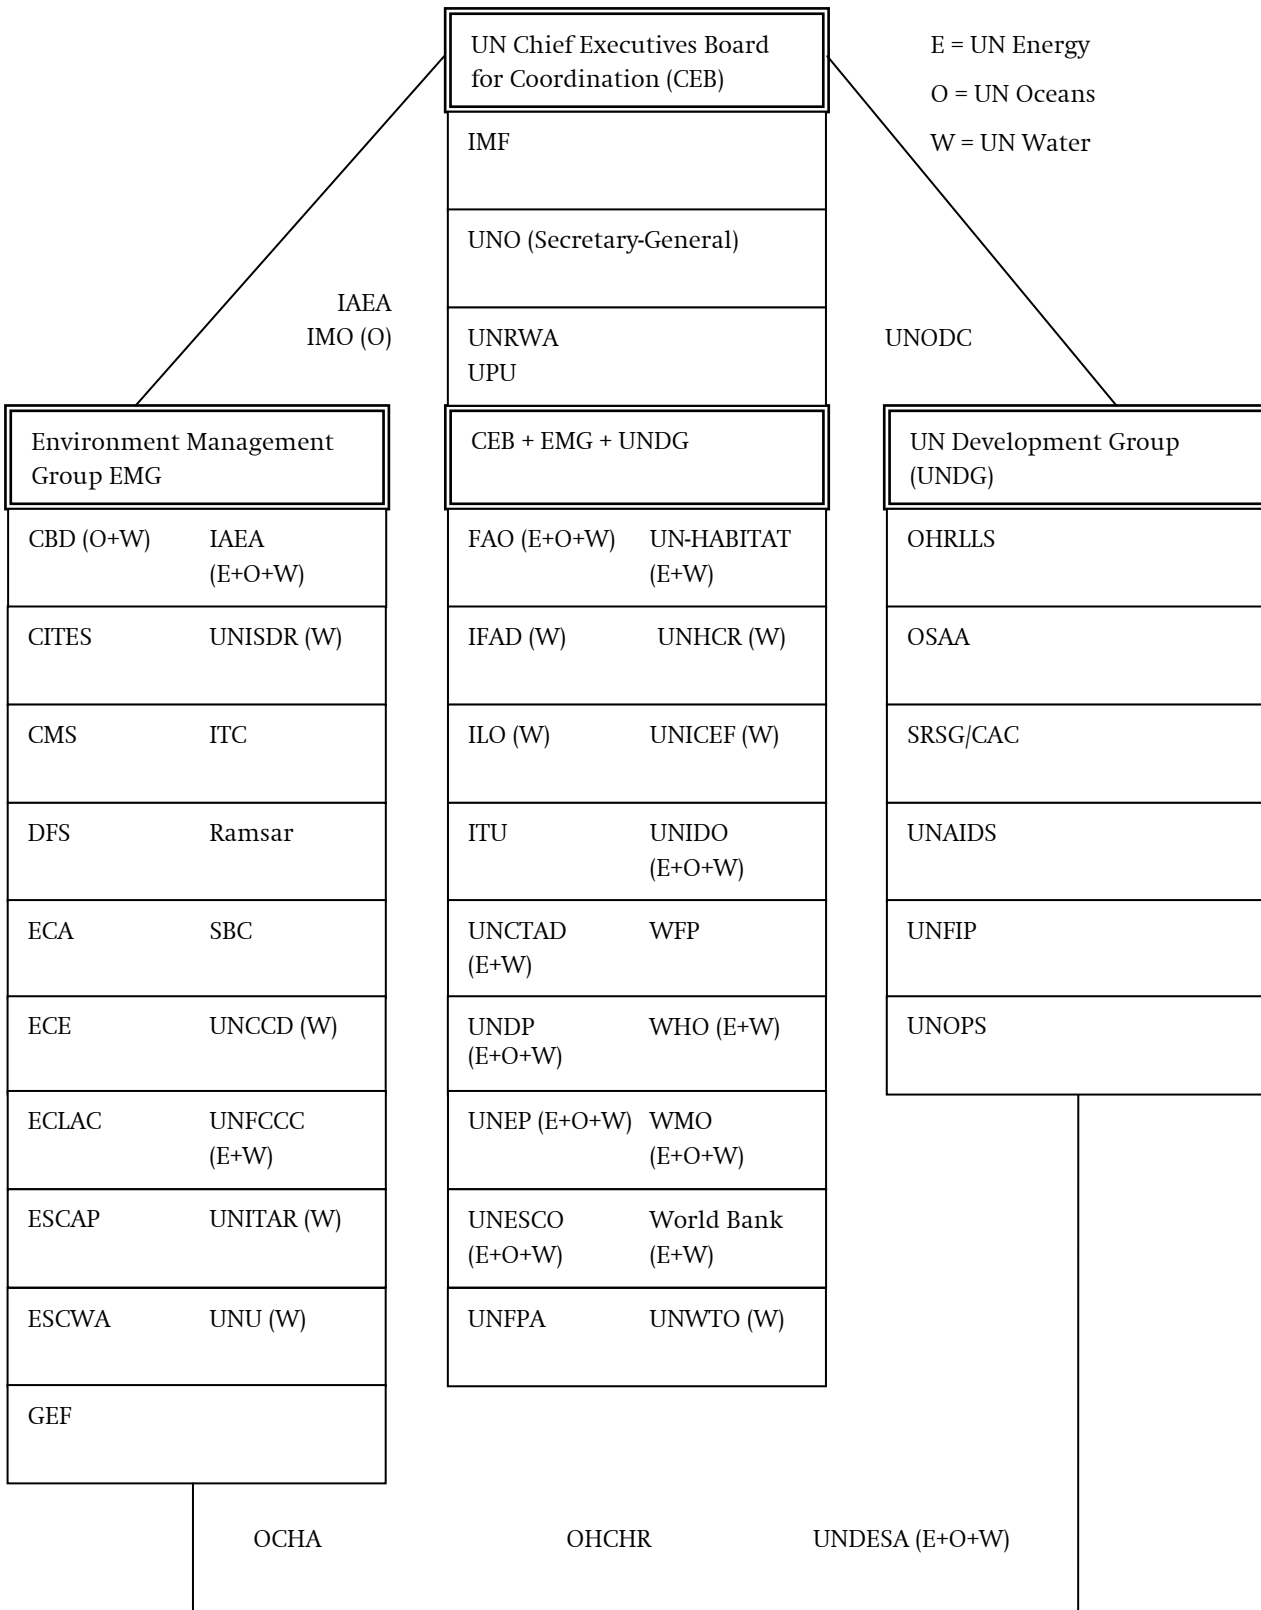 UN Chief Executives Board
for Coordination (CEB)
E = UN Energy
O = UN Oceans
W = UN Water
IMF
UNO (Secretary-General)
IAEA
IMO (O)
UNRWA
UPU
UNODC
Environment Management
Group EMG
CEB + EMG + UNDG
UN Development Group
(UNDG)
CBD (O+W)
IAEA
(E+O+W)
CITES
UNISDR (W)
CMS
ITC
DFS
Ramsar
ECA
SBC
ECE
UNCCD (W)
ECLAC
UNFCCC
(E+W)
ESCAP
UNITAR (W)
ESCWA
UNU (W)
GEF
FAO (E+O+W)
UN-HABITAT
(E+W)
IFAD (W)
UNHCR (W)
ILO (W)
UNICEF (W)
ITU
UNIDO
(E+O+W)
UNCTAD
(E+W)
WFP
UNDP
(E+O+W)
WHO (E+W)
UNEP (E+O+W)
WMO
(E+O+W)
UNESCO
(E+O+W)
World Bank
(E+W)
UNFPA
UNWTO (W)
OHRLLS
OSAA
SRSG/CAC
UNAIDS
UNFIP
UNOPS
OCHA
OHCHR
UNDESA (E+O+W)